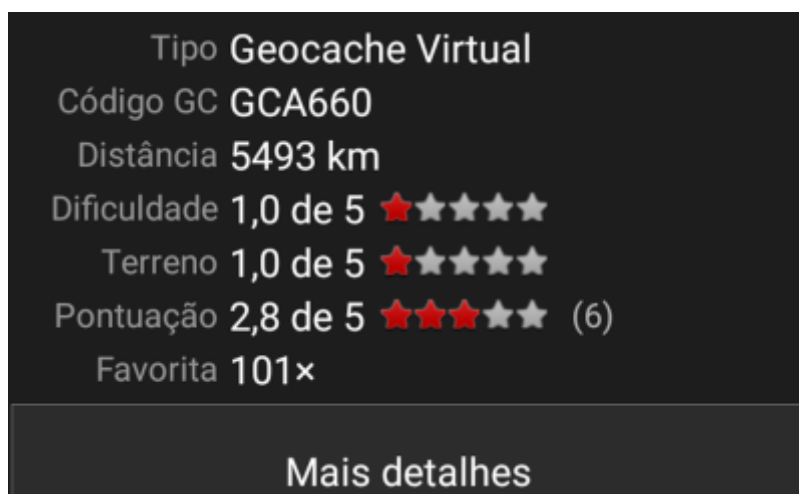 Tipo Geocache Virtual
Código GC GCA660
Distância 5493 km
Dificuldade 1,0 de 5
Terreno 1,0 de 5
Pontuação 2,8 de 5 (6)
Favorita 101×
Mais detalhes